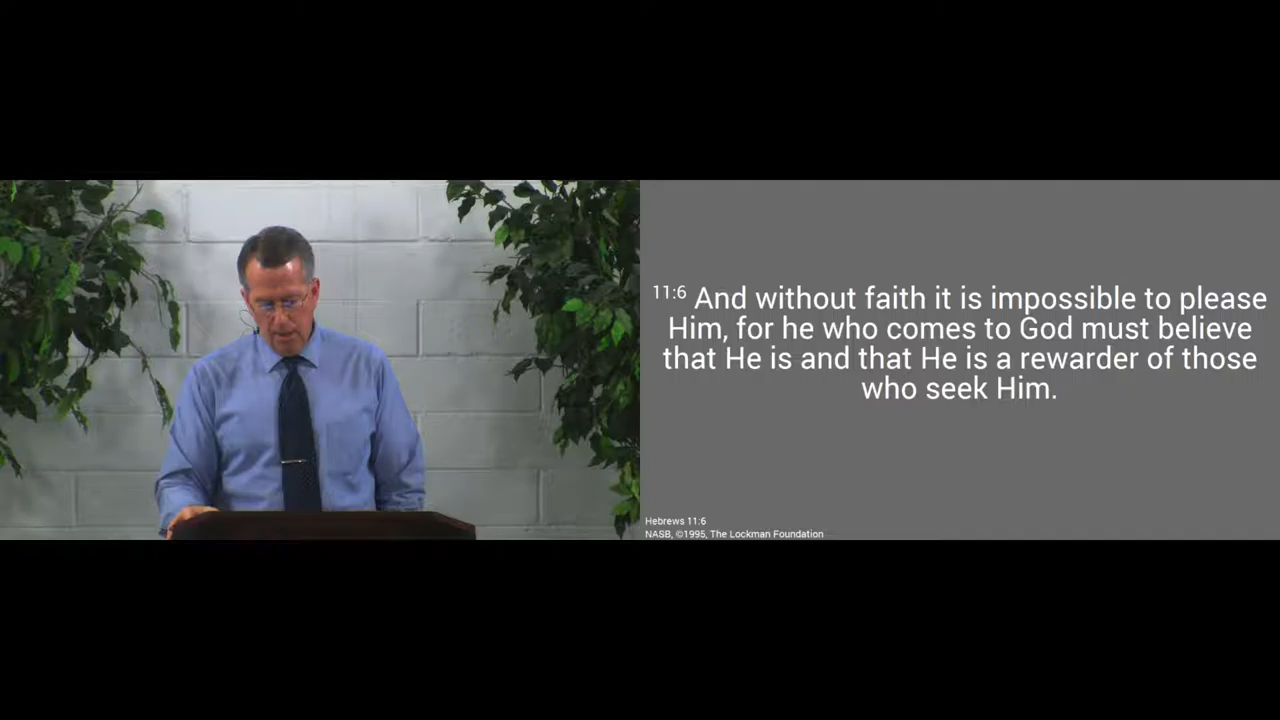 11:6 And without faith it is impossible to please
Him, for he who comes to God must believe
that He is and that He is a rewarder of those
who seek Him.
Hebrews 11:6
NASB, ©1995, The Lockman Foundation